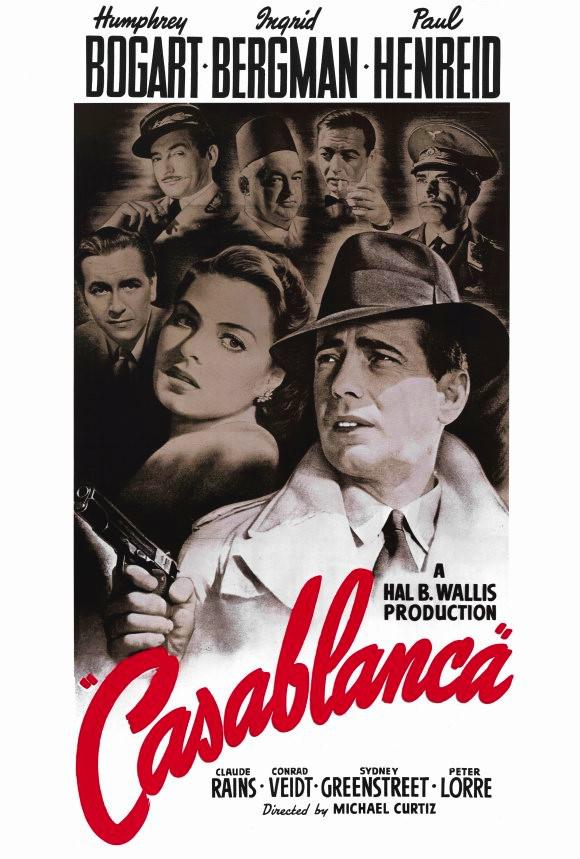 Humphrey Ingrid Paul
BOGART · BERGMAN · HENREID
A
HAL B. WALLIS
PRODUCTION
"Casablanca"
CLAUDE CONRAD SYDNEY PETER
RAINS · VEIDT · GREENSTREET · LORRE
Directed by MICHAEL CURTIZ